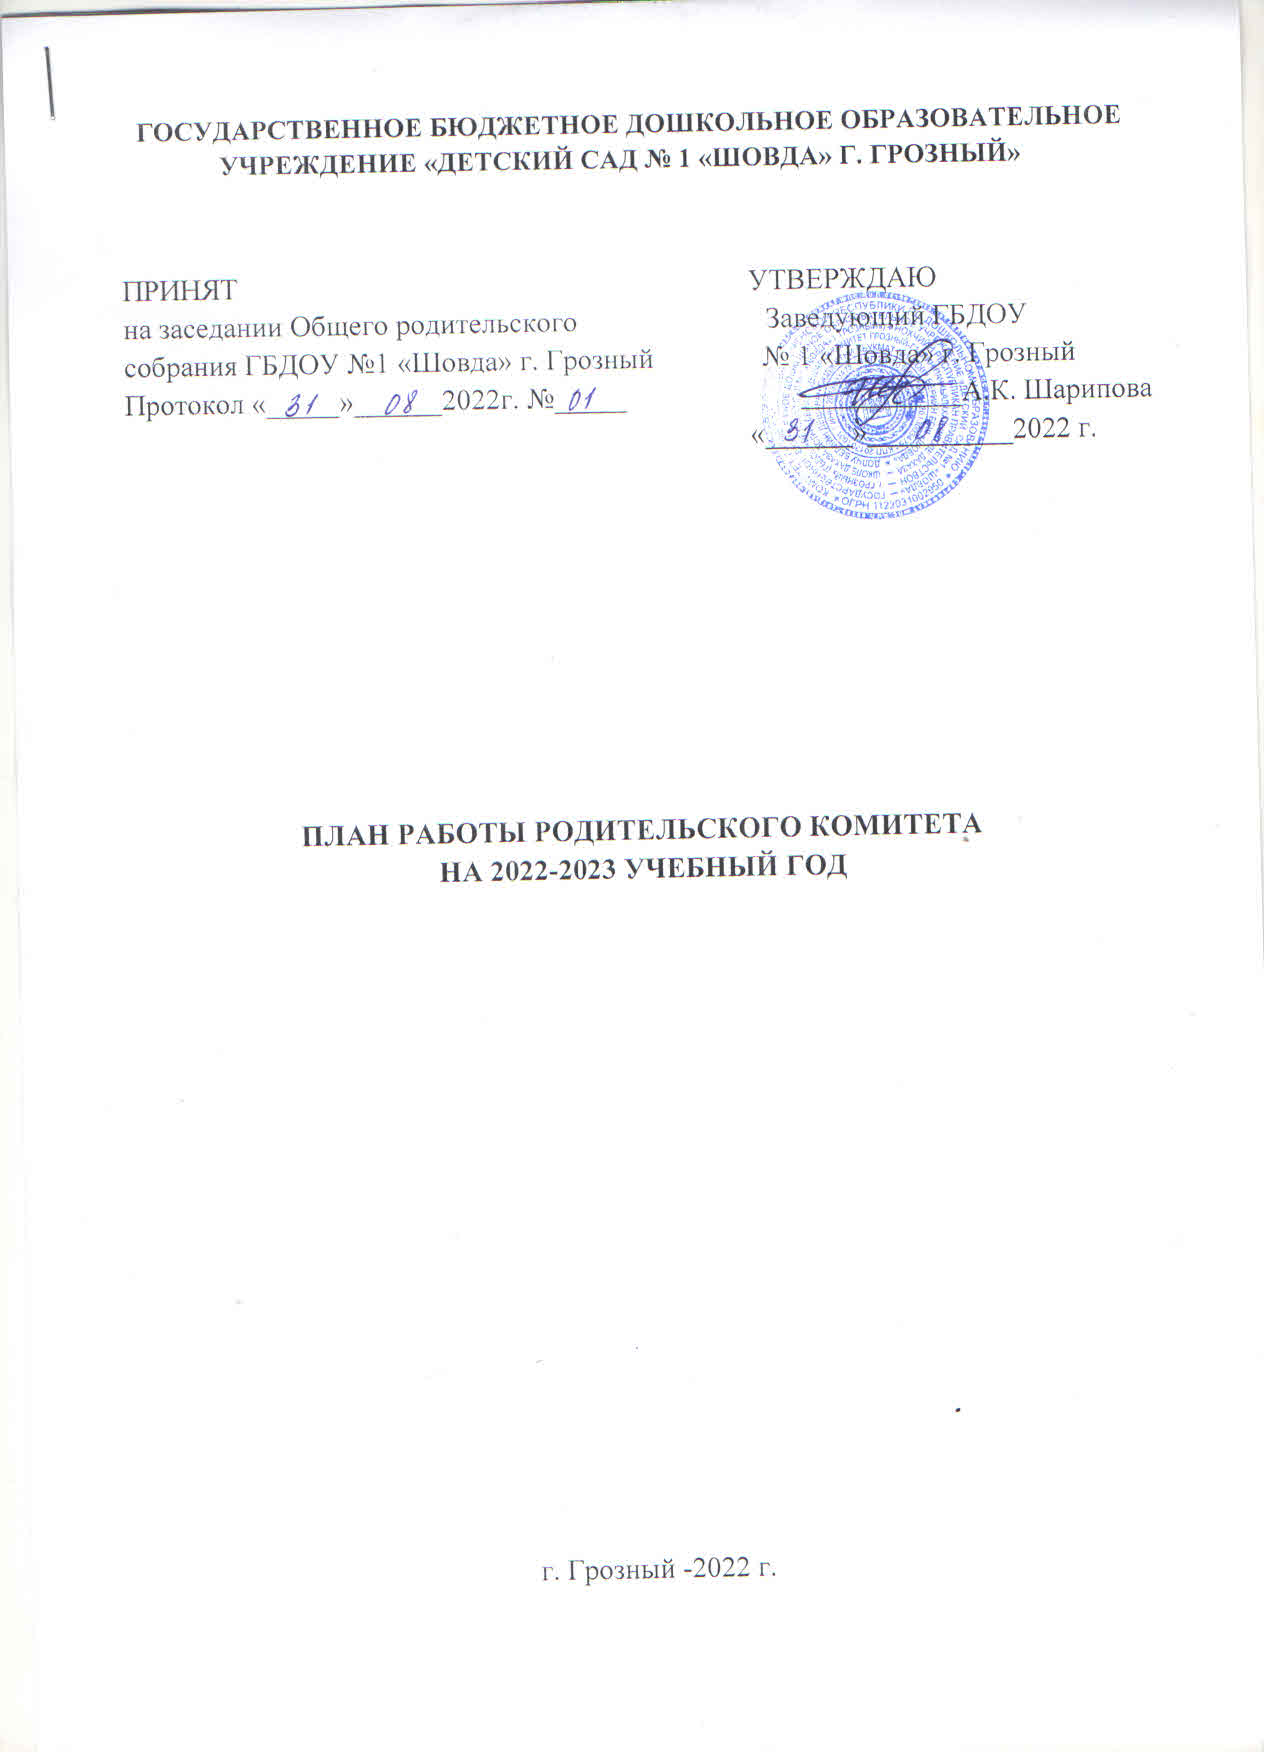 ГОСУДАРСТВЕННОЕ БЮДЖЕТНОЕ ДОШКОЛЬНОЕ ОБРАЗОВАТЕЛЬНОЕ
УЧРЕЖДЕНИЕ «ДЕТСКИЙ САД № 1 «ШОВДА» Г. ГРОЗНЫЙ»
ПРИНЯТ
на заседании Общего родительского
собрания ГБДОУ №1 «Шовда» г. Грозный
Протокол «31» 08 2022г. № 01
УТВЕРЖДАЮ
Заведующий ГБДОУ
№ 1 «Шовда» г. Грозный
А.К. Шарипова
«31» 08 2022 г.
ПЛАН РАБОТЫ РОДИТЕЛЬСКОГО КОМИТЕТА
НА 2022-2023 УЧЕБНЫЙ ГОД
г. Грозный -2022 г.